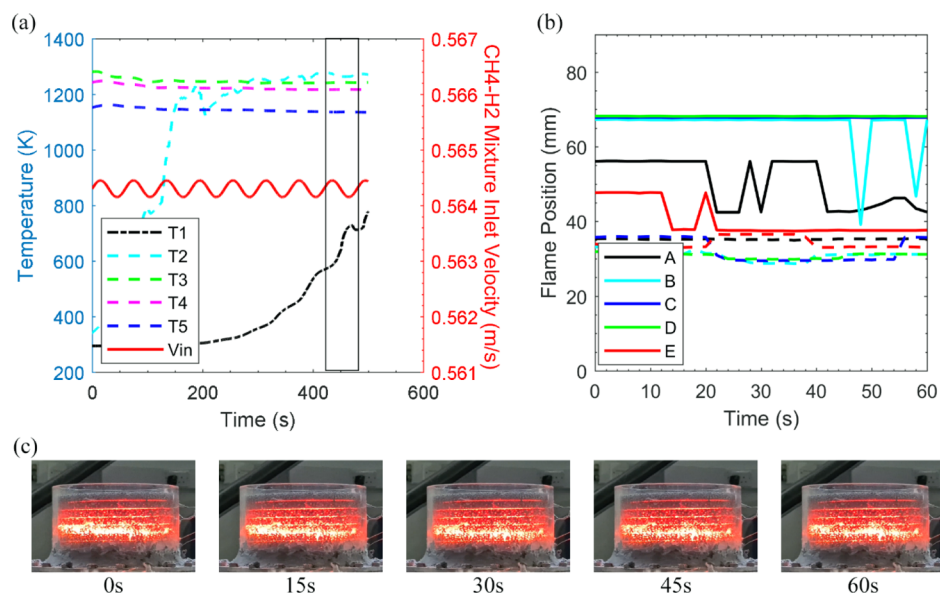 (a)
1400
1200
1000
800
600
400
200
Temperature (K)
0.567
0.566
0.565
0.564
0.563
0.562
0.561
CH4-H2 Mixture Inlet Velocity (m/s)
T1
T2
T3
T4
T5
Vin
0 200 400 600
Time (s)
(b)
80
60
40
20
0
Flame Position (mm)
A
B
C
D
E
0 10 20 30 40 50 60
Time (s)
(c)
0s 15s 30s 45s 60s